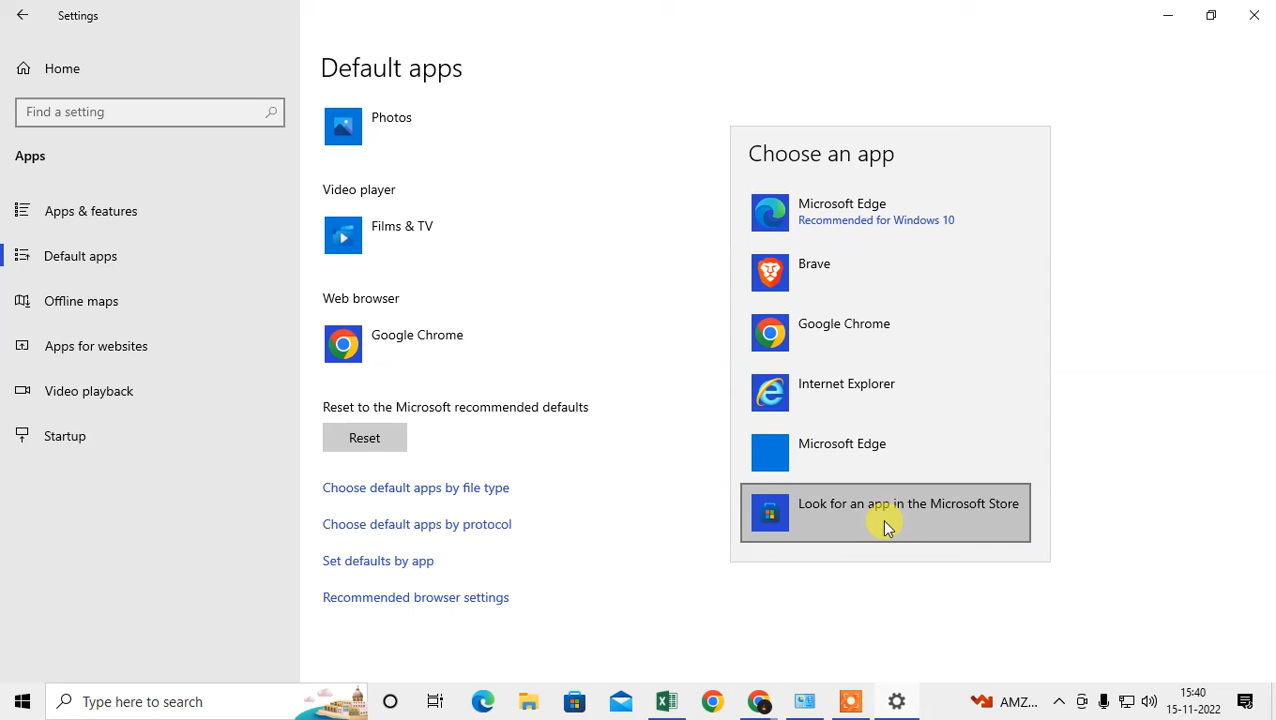 Settings
Home
Find a setting
Apps
Apps & features
Default apps
Offline maps
Apps for websites
Video playback
Startup
Default apps
Photos
Video player
Films & TV
Web browser
Google Chrome
Reset to the Microsoft recommended defaults
Reset
Choose default apps by file type
Choose default apps by protocol
Set defaults by app
Recommended browser settings
Choose an app
Microsoft Edge
Recommended for Windows 10
Brave
Google Chrome
Internet Explorer
Microsoft Edge
Look for an app in the Microsoft Store
Type here to search
AMZ...
15:40
15-11-2022